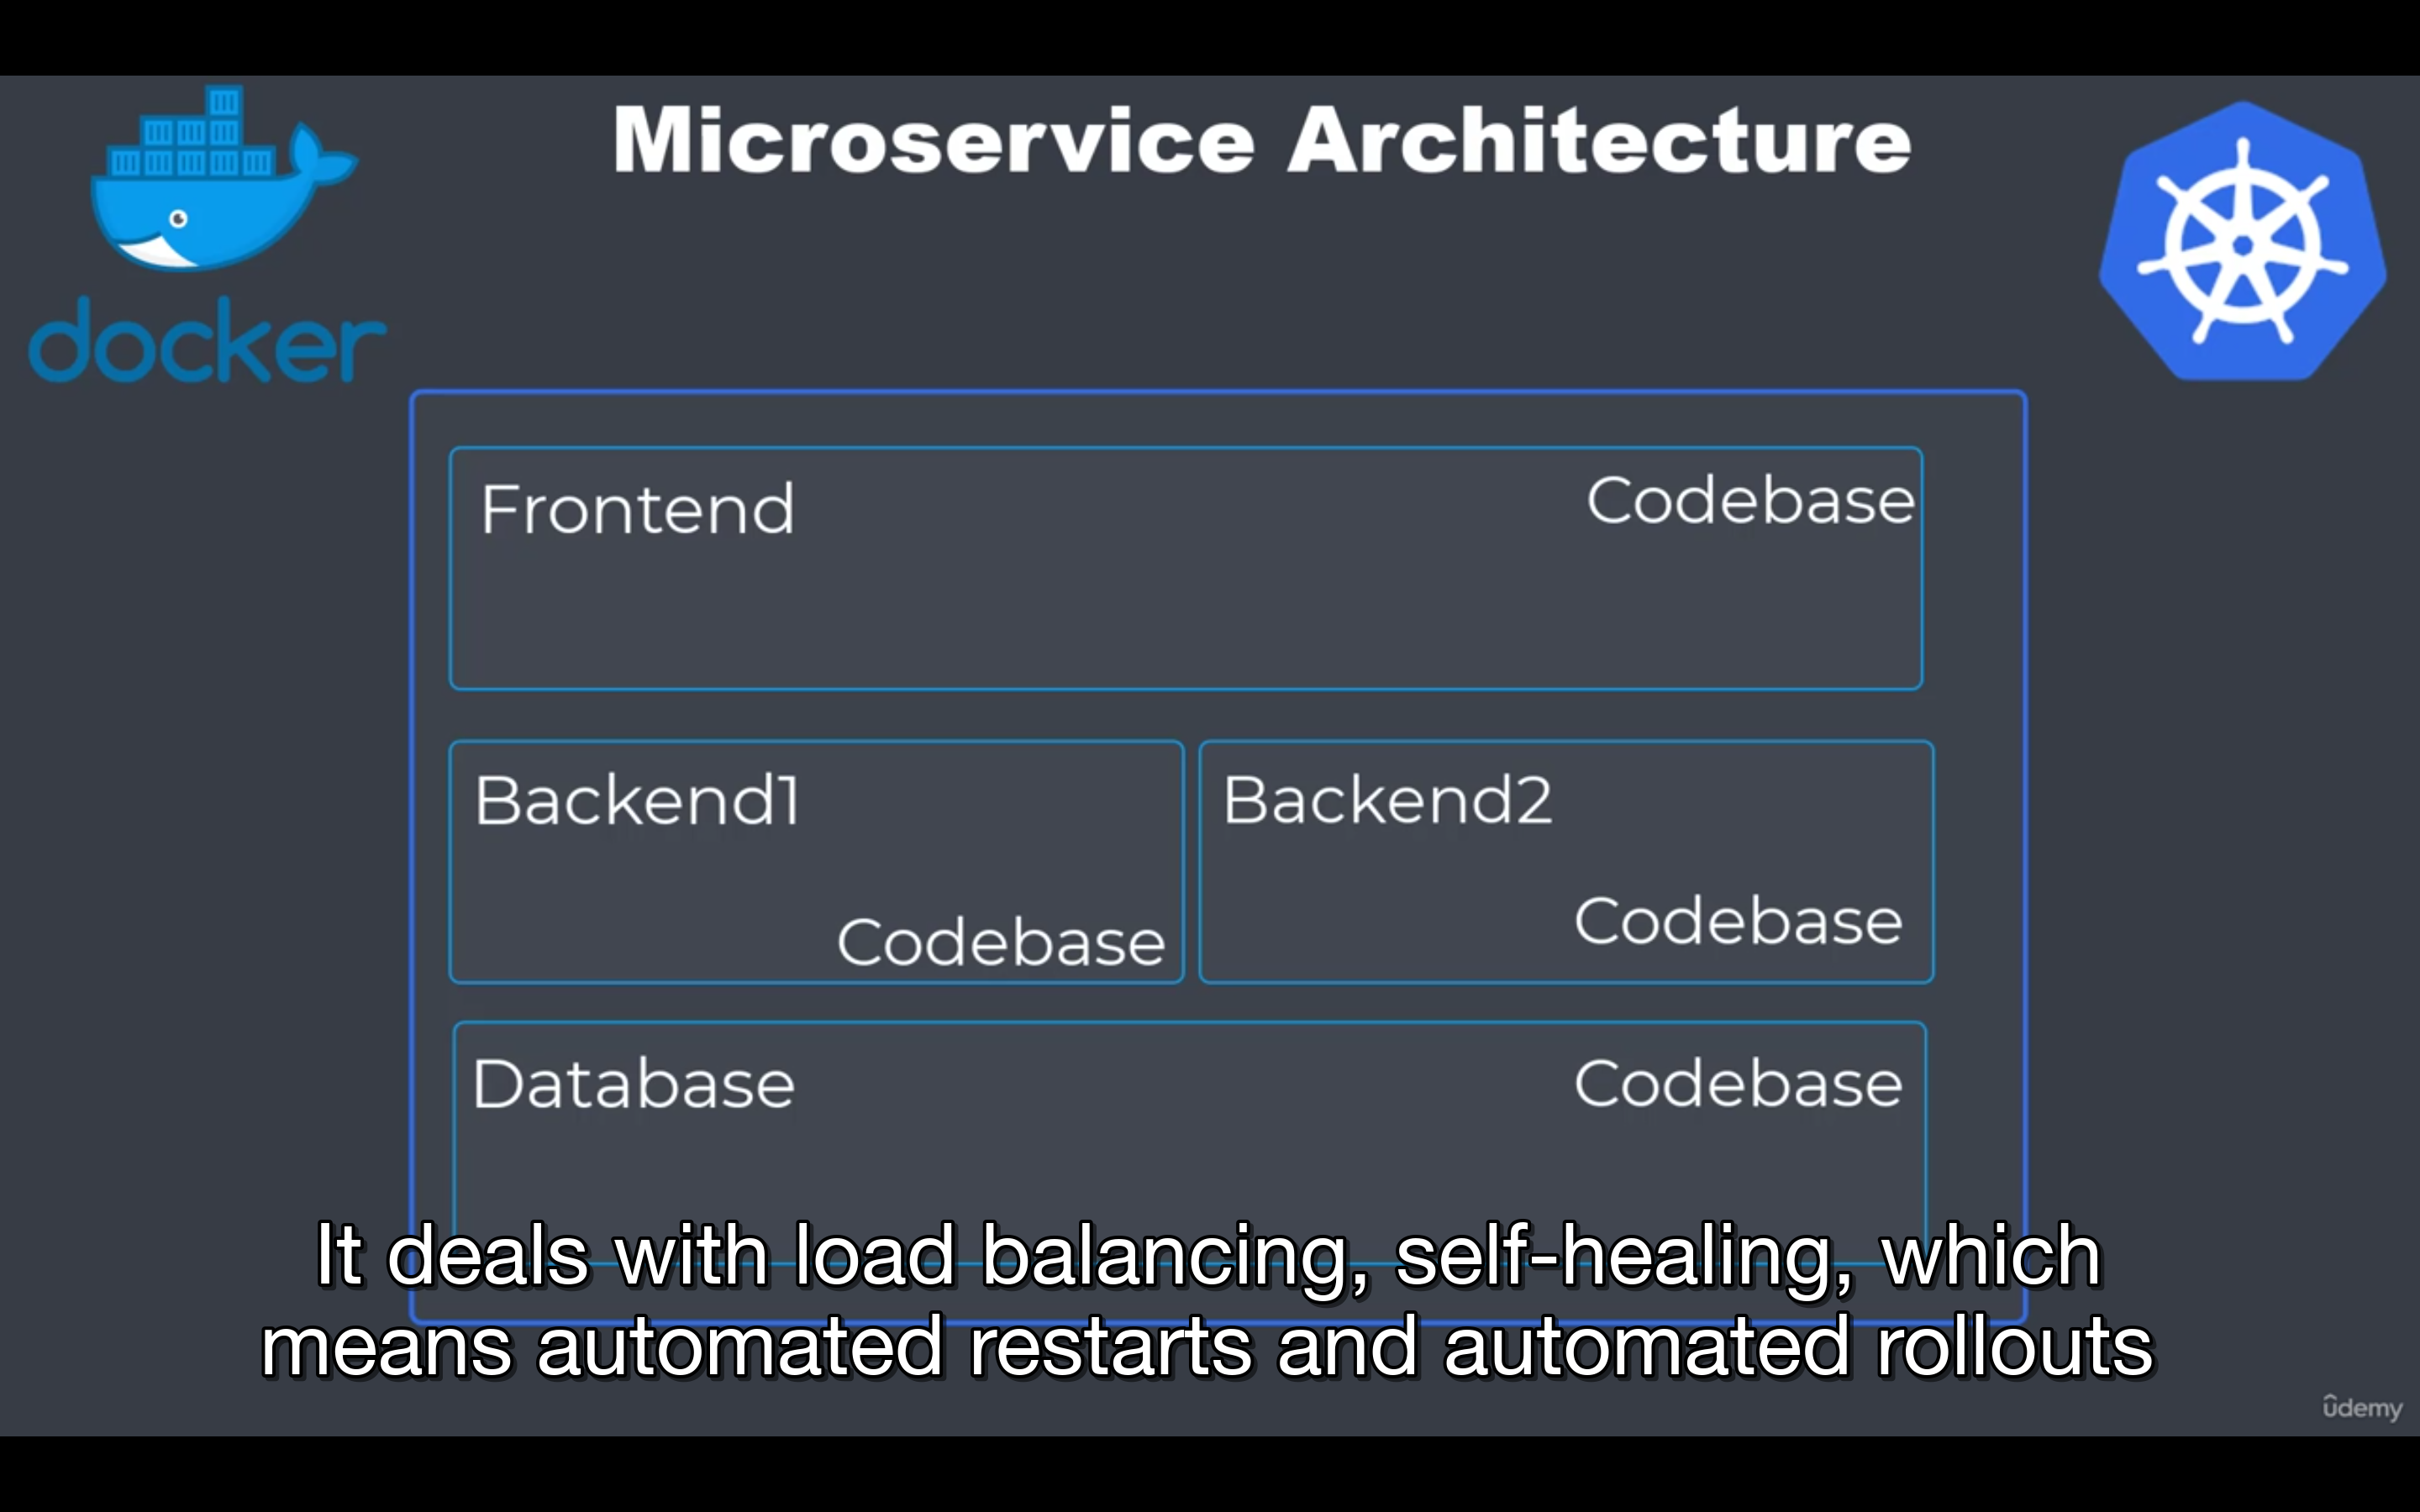 Microservice Architecture
docker
Frontend
Codebase
Backend1
Codebase
Backend2
Codebase
Database
Codebase
It deals with load balancing, self-healing, which
means automated restarts and automated rollouts
ûdemy